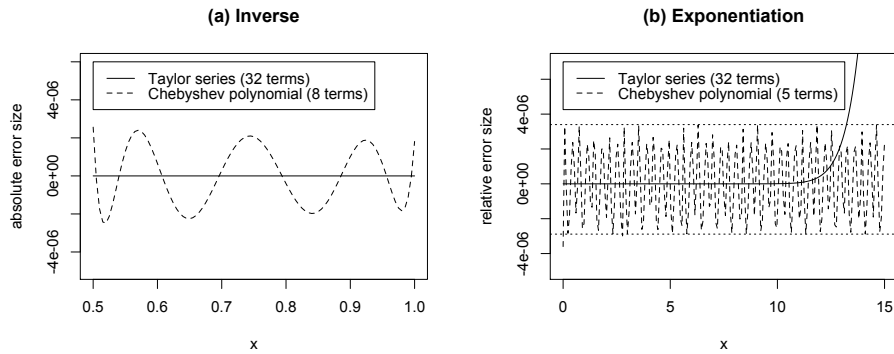 (a) Inverse
Taylor series (32 terms)
Chebyshev polynomial (8 terms)
absolute error size
4e-06
0e+00
-4e-06
0.5 0.6 0.7 0.8 0.9 1.0
x
(b) Exponentiation
Taylor series (32 terms)
Chebyshev polynomial (5 terms)
relative error size
4e-06
0e+00
-4e-06
0 5 10 15
x